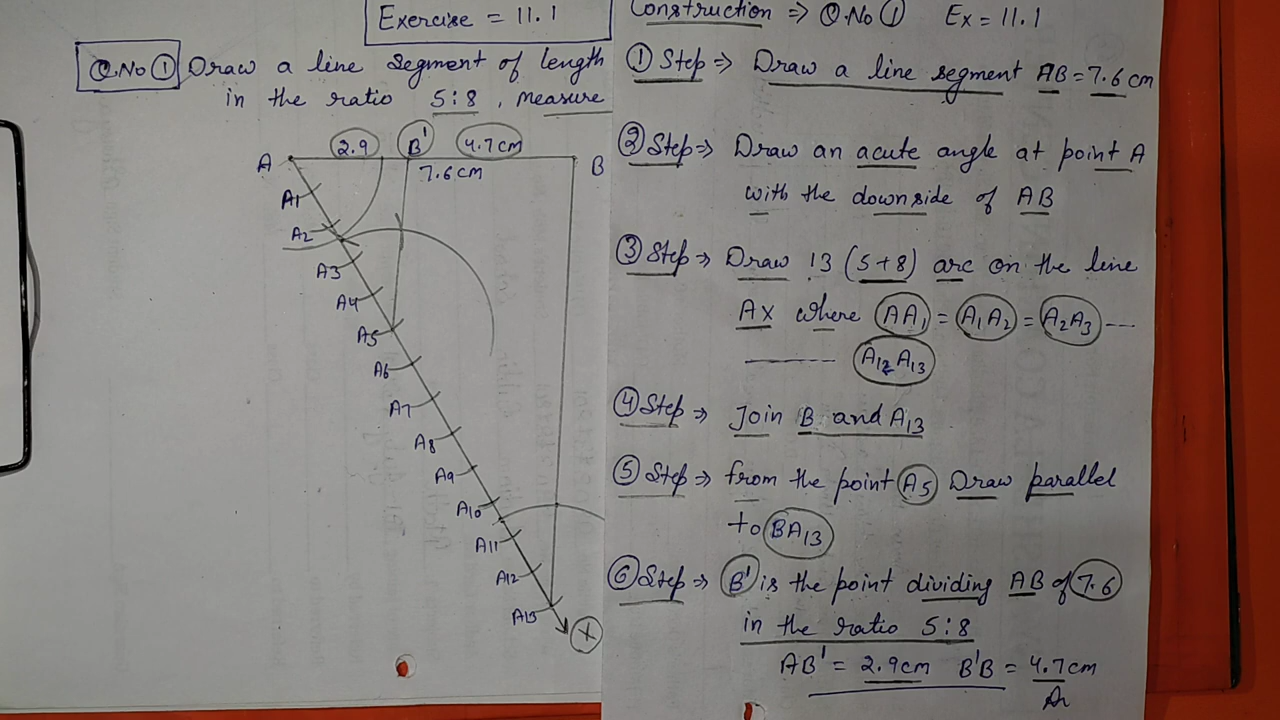 Exercise = 11.1
Q.No ① Draw a line segment of length
in the ratio 5:8, measure
2.9 B' 4.7cm
A 7.6cm B
A1
A2
A3
A4
A5
A6
A7
A8
A9
A10
A11
A12
A13
X
Construction ⇒ Q.No ① Ex = 11.1
① Step ⇒ Draw a line segment AB = 7.6 cm
② Step ⇒ Draw an acute angle at point A
with the downside of AB
③ Step ⇒ Draw 13 (5+8) arc on the line
AX where AA₁ = A₁A₂ = A₂A₃ ----
-------- A₁₂A₁₃
④ Step ⇒ Join B and A₁₃
⑤ Step ⇒ from the point A5 Draw parallel
to BA₁₃
⑥ Step ⇒ B' is the point dividing AB of 7.6
in the ratio 5:8
AB' = 2.9cm B'B = 4.7cm